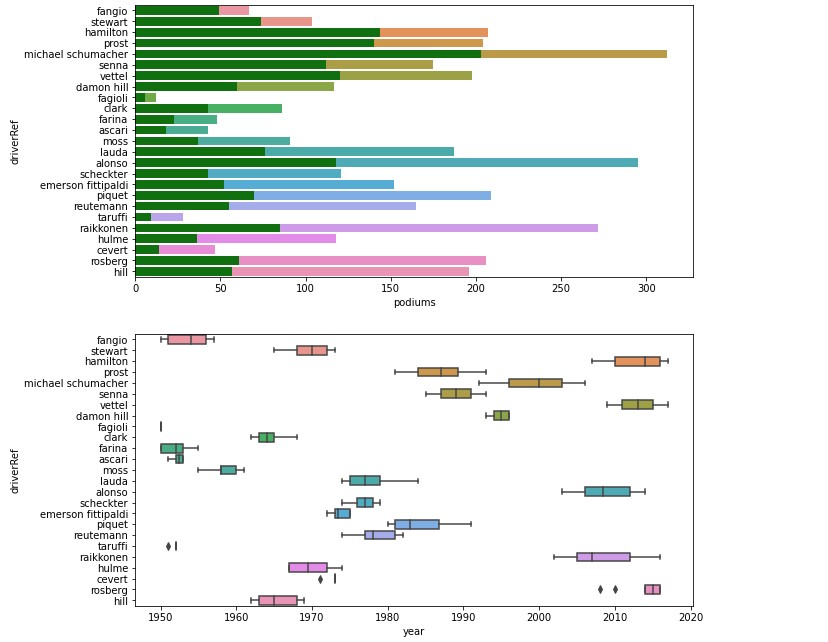 fangio
stewart
hamilton
prost
michael schumacher
senna
vettel
damon hill
fagioli
clark
farina
ascari
moss
lauda
alonso
scheckter
emerson fittipaldi
piquet
reutemann
taruffi
raikkonen
hulme
cevert
rosberg
hill
driverRef
0 50 100 150 200 250 300
podiums
fangio
stewart
hamilton
prost
michael schumacher
senna
vettel
damon hill
fagioli
clark
farina
ascari
moss
lauda
alonso
scheckter
emerson fittipaldi
piquet
reutemann
taruffi
raikkonen
hulme
cevert
rosberg
hill
driverRef
1950 1960 1970 1980 1990 2000 2010 2020
year